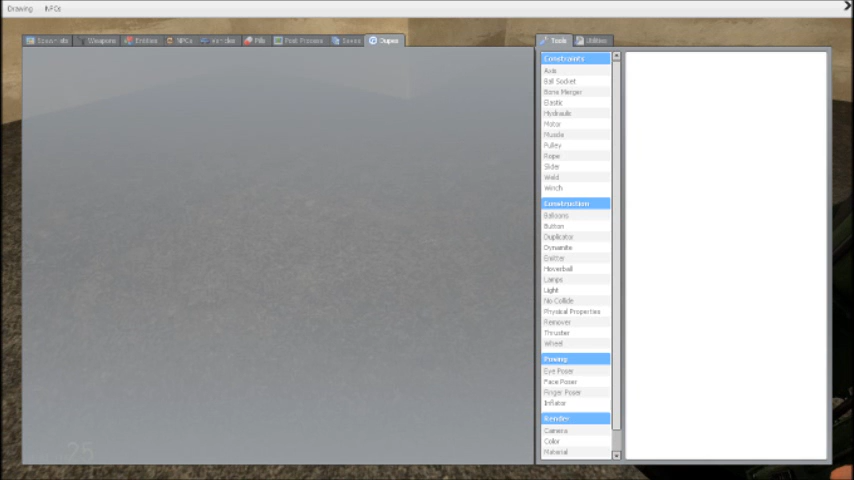 Drawing NPCs
Weapons Entities NPCs Vehicles Post Process Saves Dupes
Tools Utilities
Constraints
Axis
Ball Socket
Bone Merger
Elastic
Hydraulic
Motor
Muscle
Pulley
Rope
Slider
Weld
Winch
Construction
Balloons
Button
Duplicator
Dynamite
Emitter
Hoverball
Lamps
Light
No-Collide
Physical Properties
Remover
Thruster
Wheel
Posing
Eye Poser
Face Poser
Finger Poser
Inflator
Render
Camera
Color
Material
25